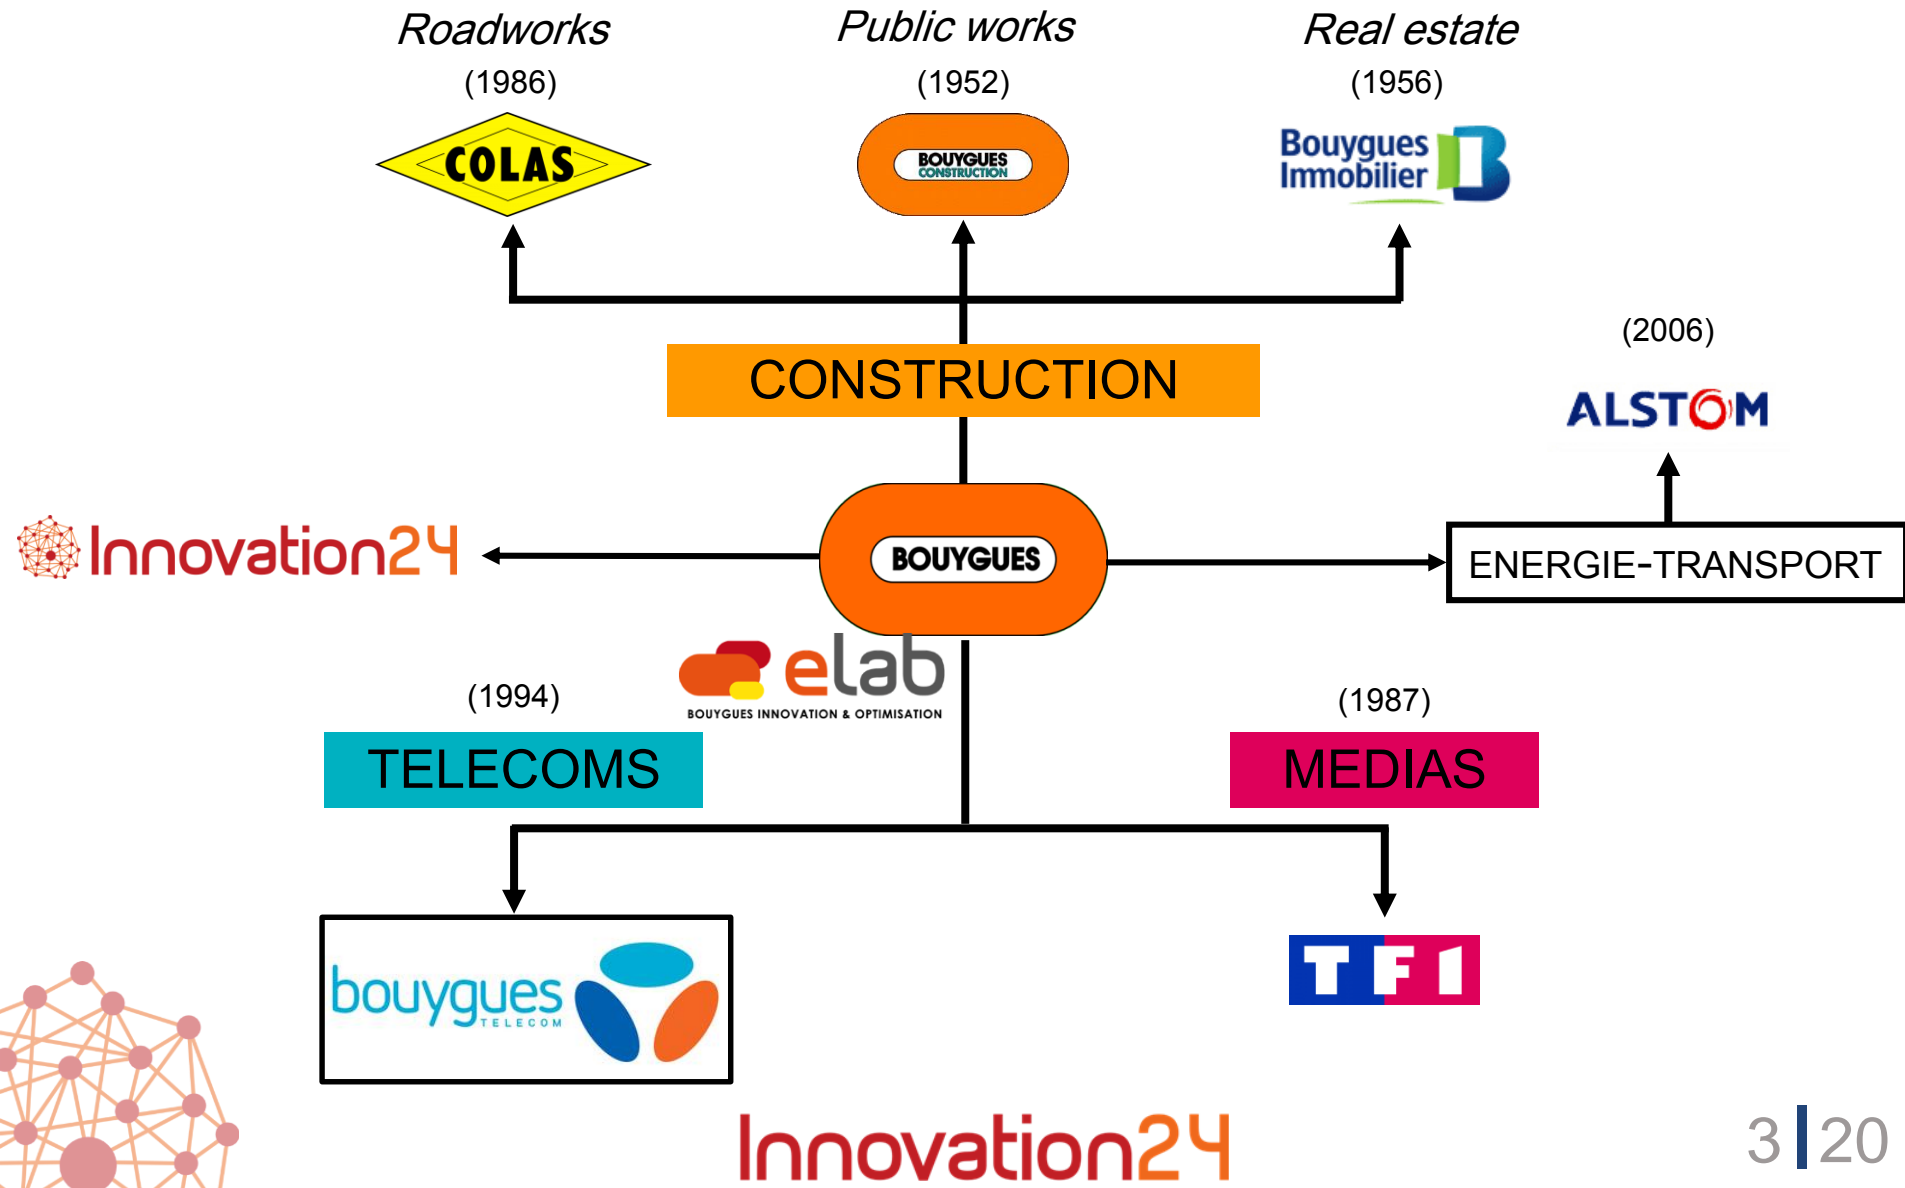 Roadworks
Public works
Real estate
(1986)
(1952)
(1956)
COLAS
BOUYGUES
CONSTRUCTION
Bouygues
Immobilier
(2006)
CONSTRUCTION
ALSTOM
Innovation24
BOUYGUES
ENERGIE-TRANSPORT
elab
BOUYGUES INNOVATION & OPTIMISATION
(1994)
(1987)
TELECOMS
MEDIAS
bouygues
TELECOM
TF1
Innovation24
3 20